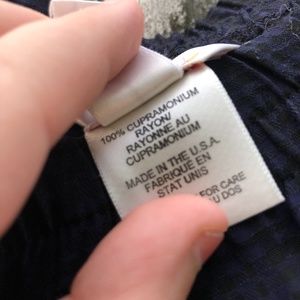 100% CUPRAMONIUM
RAYON/
RAYONNE AU
CUPRAMONIUM
MADE IN THE U.S.A.
FABRIQUE EN
STAT UNIS
FOR CARE
DOS